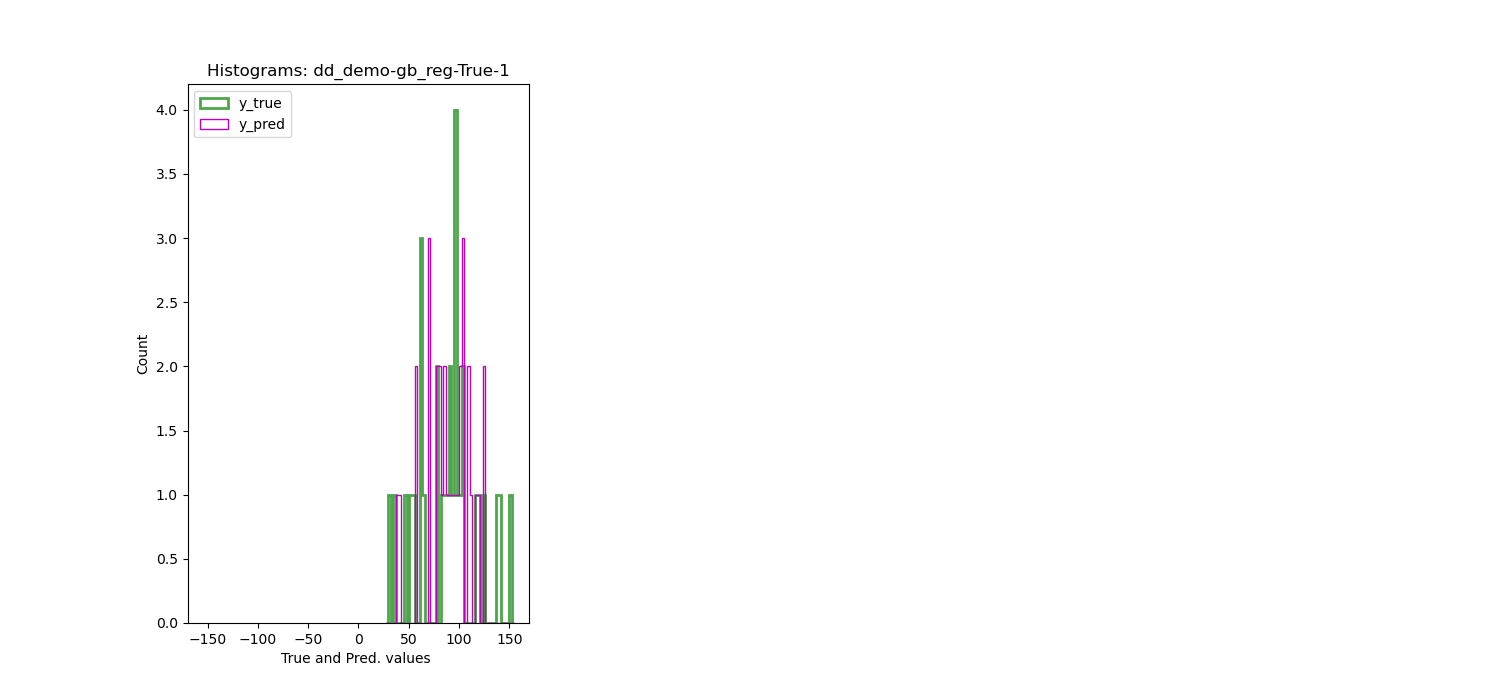 Histograms: dd_demo-gb_reg-True-1
y_true
y_pred
4.0
3.5
3.0
2.5
2.0
1.5
1.0
0.5
0.0
Count
−150 −100 −50 0 50 100 150
True and Pred. values